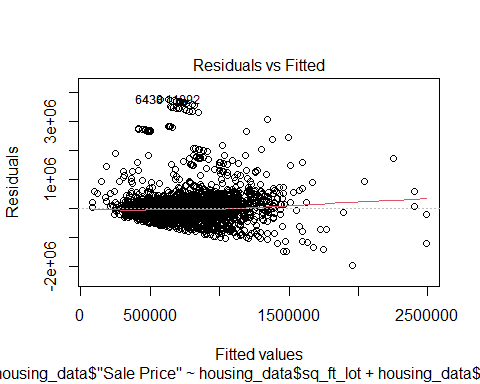 Residuals vs Fitted
Residuals
-2e+06 1e+06 3e+06
0 500000 1500000 2500000
Fitted values
housing_data$"Sale Price" ~ housing_data$sq_ft_lot + housing_data$